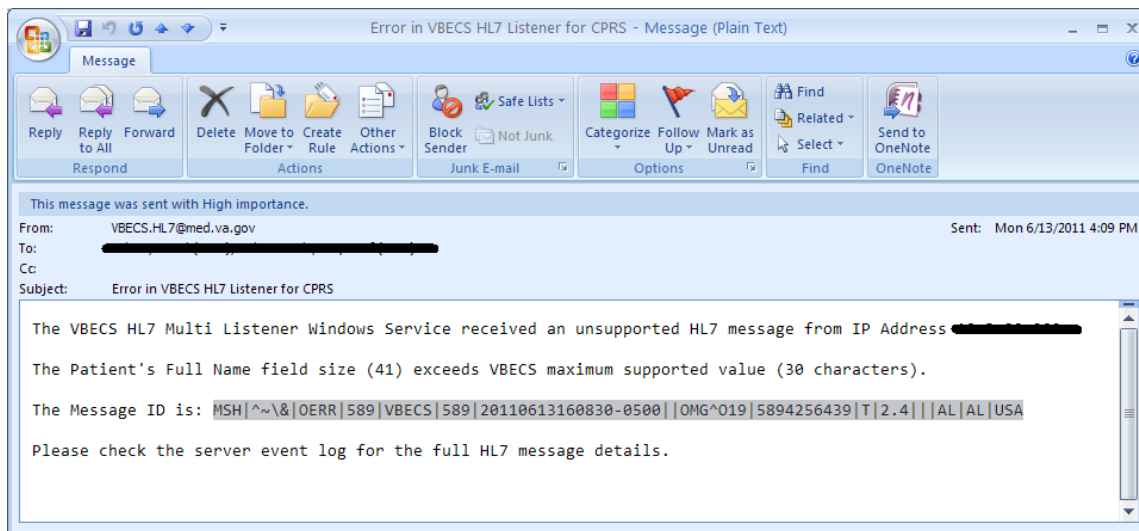 Error in VBECS HL7 Listener for CPRS - Message (Plain Text)
Message
Reply
Reply to All
Forward
Respond
Delete
Move to Folder
Create Rule
Other Actions
Actions
Block Sender
Safe Lists
Not Junk
Junk E-mail
Categorize
Follow Up
Mark as Unread
Options
Find
Related
Select
Find
Send to OneNote
OneNote
This message was sent with High importance.
From: VBECS.HL7@med.va.gov Sent: Mon 6/13/2011 4:09 PM
To:
Cc:
Subject: Error in VBECS HL7 Listener for CPRS
The VBECS HL7 Multi Listener Windows Service received an unsupported HL7 message from IP Address
The Patient's Full Name field size (41) exceeds VBECS maximum supported value (30 characters).
The Message ID is: MSH|^~\&|OERR|589|VBECS|589|20110613160830-0500||OMG^O19|5894256439|T|2.4|||AL|AL|USA
Please check the server event log for the full HL7 message details.